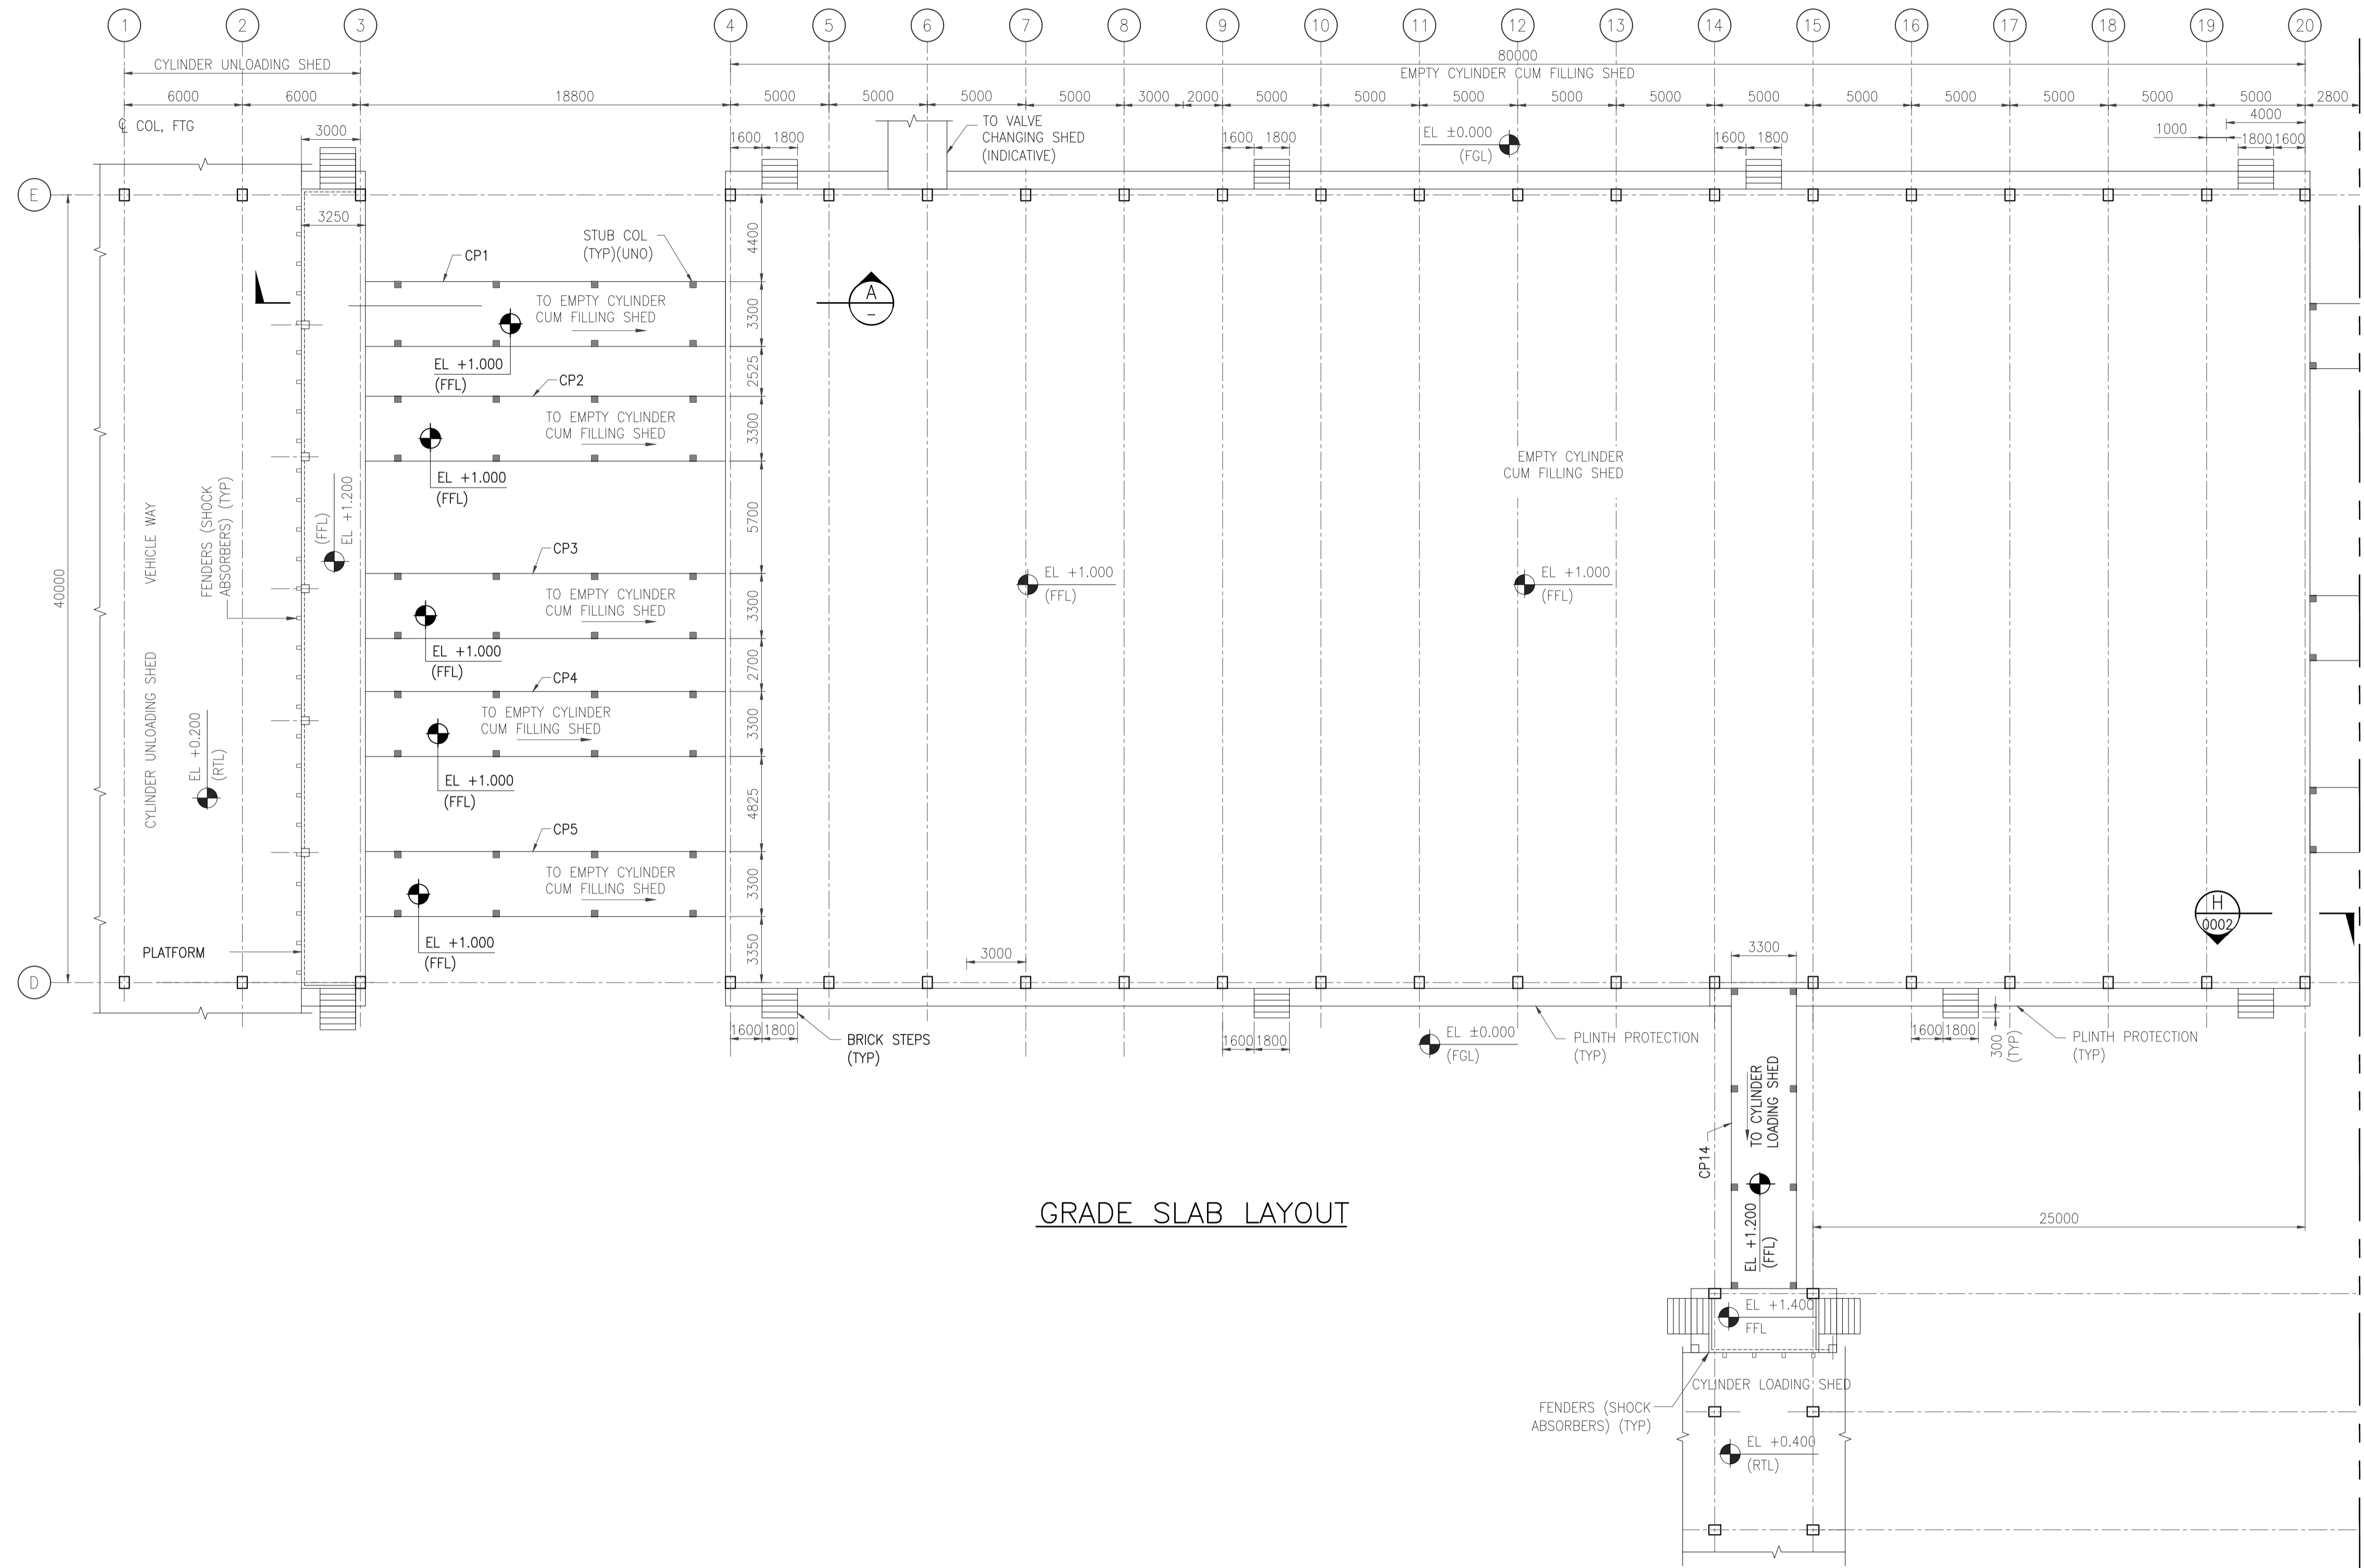 1 2 3 4 5 6 7 8 9 10 11 12 13 14 15 16 17 18 19 20
CYLINDER UNLOADING SHED
80000
EMPTY CYLINDER CUM FILLING SHED
6000 6000 18800 5000 5000 5000 5000 3000 2000 5000 5000 5000 5000 5000 5000 5000 5000 5000 5000 5000 2800
℄ COL, FTG
3000
1600 1800
TO VALVE
CHANGING SHED
(INDICATIVE)
1600 1800
EL ±0.000
(FGL)
1600 1800
4000
1000
1800 1600
E
3250
STUB COL
(TYP)(UNO)
4400
CP1
A
–
TO EMPTY CYLINDER
CUM FILLING SHED
3300
EL +1.000
(FFL)
2525
CP2
TO EMPTY CYLINDER
CUM FILLING SHED
3300
EL +1.000
(FFL)
EMPTY CYLINDER
CUM FILLING SHED
40000
VEHICLE WAY
FENDERS (SHOCK
ABSORBERS) (TYP)
(FFL)
EL +1.200
5700
CP3
TO EMPTY CYLINDER
CUM FILLING SHED
3300
EL +1.000
(FFL)
EL +1.000
(FFL)
EL +1.000
(FFL)
2700
CP4
CYLINDER UNLOADING SHED
EL +0.200
(RTL)
TO EMPTY CYLINDER
CUM FILLING SHED
3300
EL +1.000
(FFL)
4825
CP5
TO EMPTY CYLINDER
CUM FILLING SHED
3300
EL +1.000
(FFL)
3350
PLATFORM
3000
3300
H
0002
D
1600 1800
BRICK STEPS
(TYP)
1600 1800
EL ±0.000
(FGL)
PLINTH PROTECTION
(TYP)
1600 1800
300
(TYP)
PLINTH PROTECTION
(TYP)
TO CYLINDER
LOADING SHED
CP14
EL +1.200
(FFL)
GRADE SLAB LAYOUT
25000
EL +1.400
FFL
CYLINDER LOADING SHED
FENDERS (SHOCK
ABSORBERS) (TYP)
EL +0.400
(RTL)